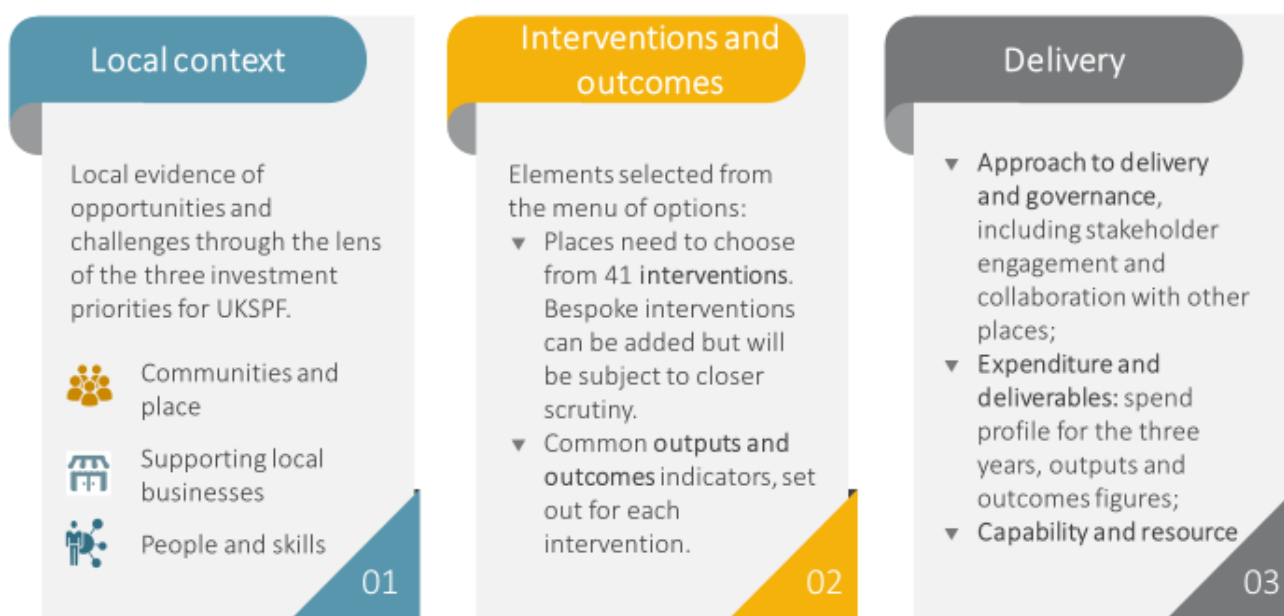 Local context
Local evidence of
opportunities and
challenges through the lens
of the three investment
priorities for UKSPF.
Communities and
place
Supporting local
businesses
People and skills
01
Interventions and
outcomes
Elements selected from
the menu of options:
▼ Places need to choose
from 41 interventions.
Bespoke interventions
can be added but will
be subject to closer
scrutiny.
▼ Common outputs and
outcomes indicators, set
out for each
intervention.
02
Delivery
▼ Approach to delivery
and governance,
including stakeholder
engagement and
collaboration with other
places;
▼ Expenditure and
deliverables: spend
profile for the three
years, outputs and
outcomes figures;
▼ Capability and resource
03